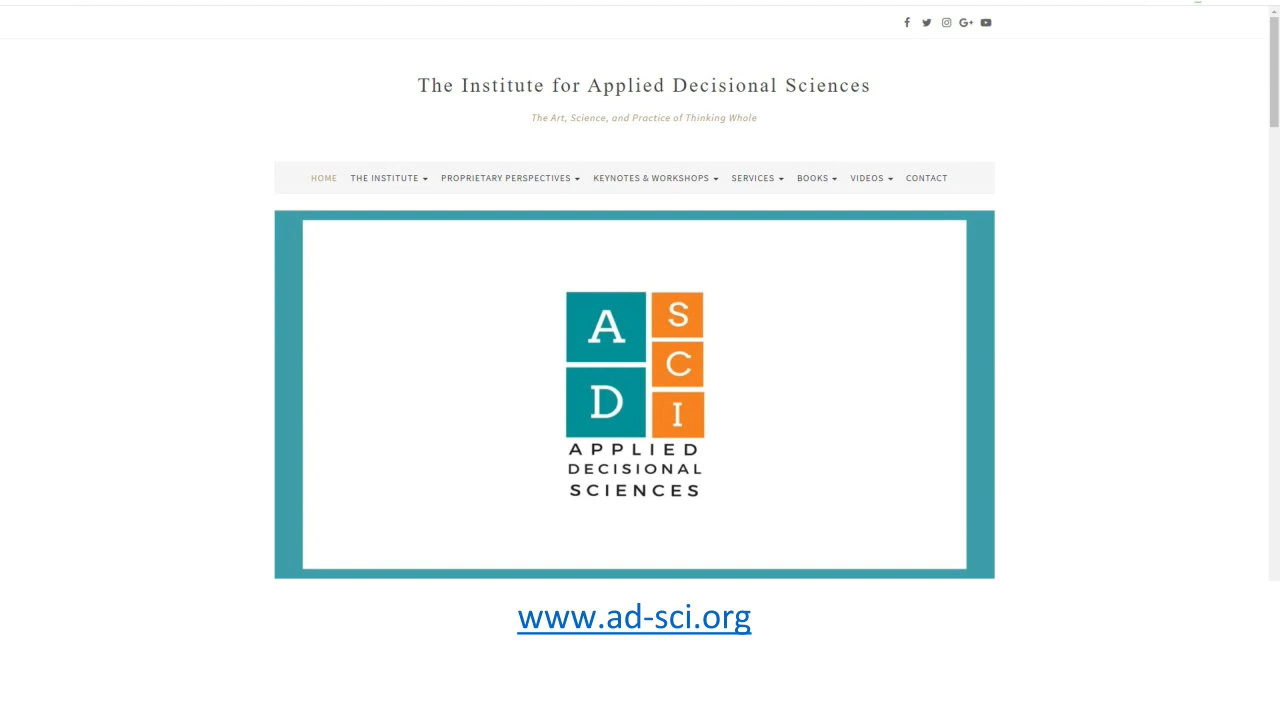 The Institute for Applied Decisional Sciences
The Art, Science, and Practice of Thinking Whole
HOME THE INSTITUTE PROPRIETARY PERSPECTIVES KEYNOTES & WORKSHOPS SERVICES BOOKS VIDEOS CONTACT
A
D
S
C
I
APPLIED
DECISIONAL
SCIENCES
www.ad-sci.org